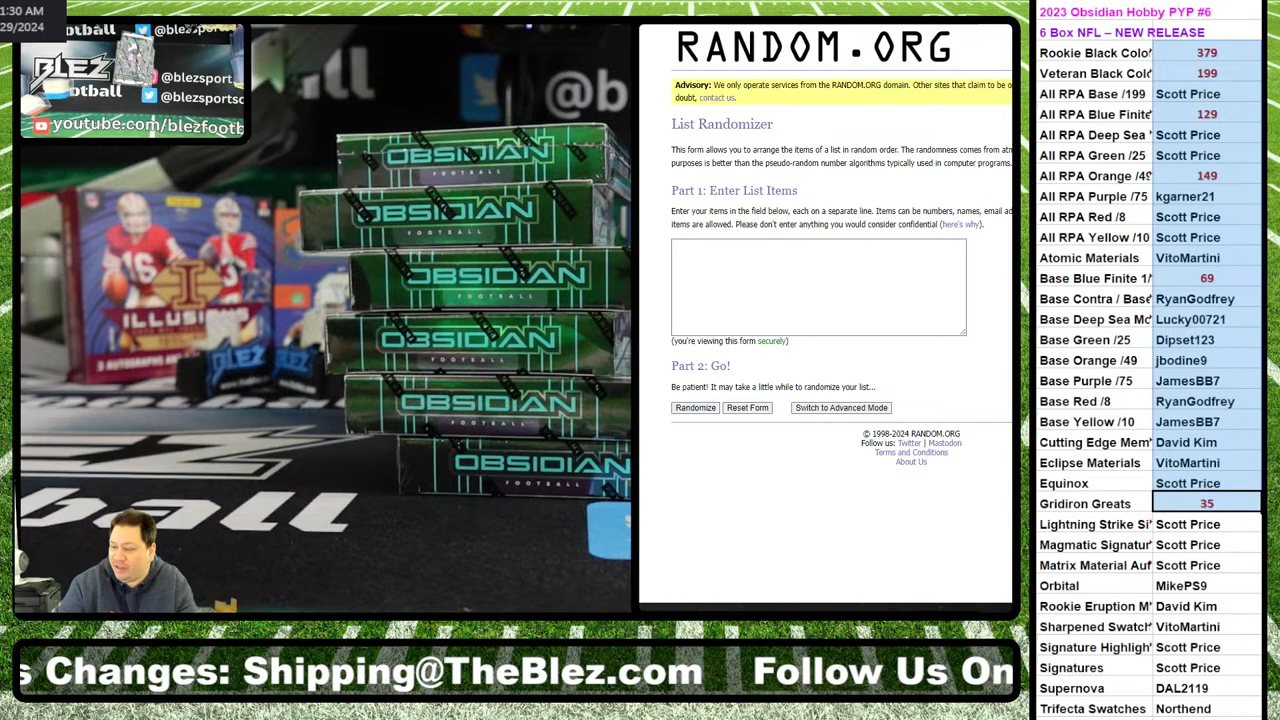 1:30 AM
29/2024
otball
@blezsports
BLEZ
@blezsport
otball
@blezsportsc
youtube.com/blezfootb
@b
OBSIDIAN
FOOTBALL
OBSIDIAN
FOOTBALL
OBSIDIAN
FOOTBALL
OBSIDIAN
FOOTBALL
OBSIDIAN
FOOTBALL
OBSIDIAN
16
ILLUSI
BLEZ
ball
RANDOM.ORG
Advisory: We only operate services from the RANDOM.ORG domain. Other sites that claim to be o
doubt, contact us.
List Randomizer
This form allows you to arrange the items of a list in random order. The randomness comes from atm
purposes is better than the pseudo-random number algorithms typically used in computer programs.
Part 1: Enter List Items
Enter your items in the field below, each on a separate line. Items can be numbers, names, email ad
items are allowed. Please don't enter anything you would consider confidential (here's why).
(you're viewing this form securely)
Part 2: Go!
Be patient! It may take a little while to randomize your list...
Randomize Reset Form Switch to Advanced Mode
© 1998-2024 RANDOM.ORG
Follow us: Twitter | Mastodon
Terms and Conditions
About Us
2023 Obsidian Hobby PYP #6
6 Box NFL – NEW RELEASE
Rookie Black Colo 379
Veteran Black Colo 199
All RPA Base /199 Scott Price
All RPA Blue Finite 129
All RPA Deep Sea Scott Price
All RPA Green /25 Scott Price
All RPA Orange /49 149
All RPA Purple /75 kgarner21
All RPA Red /8 Scott Price
All RPA Yellow /10 Scott Price
Atomic Materials VitoMartini
Base Blue Finite 1/ 69
Base Contra / Base RyanGodfrey
Base Deep Sea Mo Lucky00721
Base Green /25 Dipset123
Base Orange /49 jbodine9
Base Purple /75 JamesBB7
Base Red /8 RyanGodfrey
Base Yellow /10 JamesBB7
Cutting Edge Mem David Kim
Eclipse Materials VitoMartini
Equinox Scott Price
Gridiron Greats 35
Lightning Strike Si Scott Price
Magmatic Signatur Scott Price
Matrix Material Aut Scott Price
Orbital MikePS9
Rookie Eruption M David Kim
Sharpened Swatch VitoMartini
Signature Highligh Scott Price
Signatures Scott Price
Supernova DAL2119
Trifecta Swatches Northend
s Changes: Shipping@TheBlez.com Follow Us On